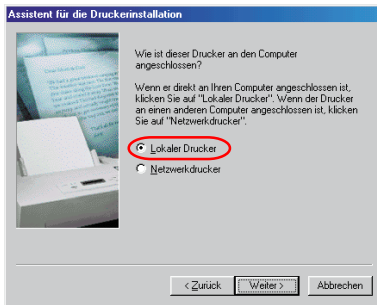 Assistent für die Druckerinstallation
Wie ist dieser Drucker an den Computer
angeschlossen?
Wenn er direkt an Ihren Computer angeschlossen ist,
klicken Sie auf "Lokaler Drucker". Wenn der Drucker
an einen anderen Computer angeschlossen ist, klicken
Sie auf "Netzwerkdrucker".
Lokaler Drucker
Netzwerkdrucker
< Zurück
Weiter >
Abbrechen